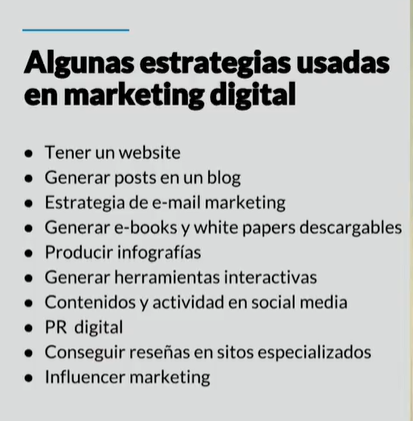 Algunas estrategias usadas
en marketing digital
● Tener un website
● Generar posts en un blog
● Estrategia de e-mail marketing
● Generar e-books y white papers descargables
● Producir infografías
● Generar herramientas interactivas
● Contenidos y actividad en social media
● PR digital
● Conseguir reseñas en sitos especializados
● Influencer marketing